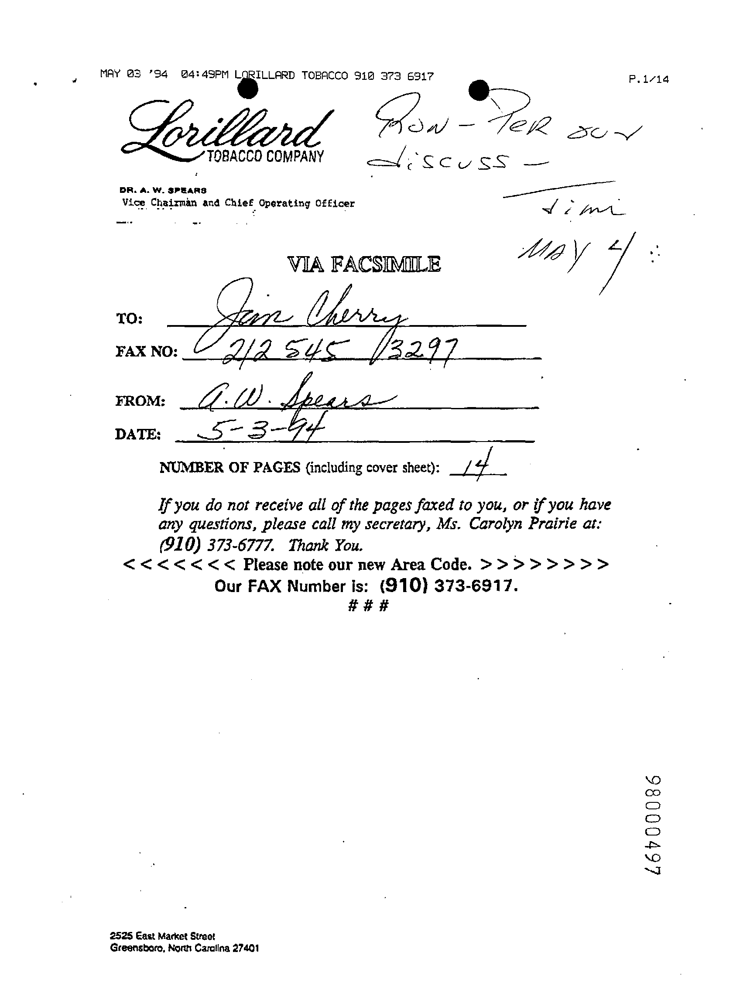 MAY 03 '94 04:49PM LORILLARD TOBACCO 910 373 6917 P.1/14
Lorillard
TOBACCO COMPANY
Ron - Per our
discuss -
Jim
MAY 4
DR. A. W. SPEARS
Vice Chairman and Chief Operating Officer
VIA FACSIMILE
TO: Jim Cherry
FAX NO: 212 545 3297
FROM: A.W. Spears
DATE: 5-3-94
NUMBER OF PAGES (including cover sheet): 14
If you do not receive all of the pages faxed to you, or if you have
any questions, please call my secretary, Ms. Carolyn Prairie at:
(910) 373-6777. Thank You.
< < < < < < < Please note our new Area Code. > > > > > > > >
Our FAX Number is: (910) 373-6917.
# # #
98000497
2525 East Market Street
Greensboro, North Carolina 27401